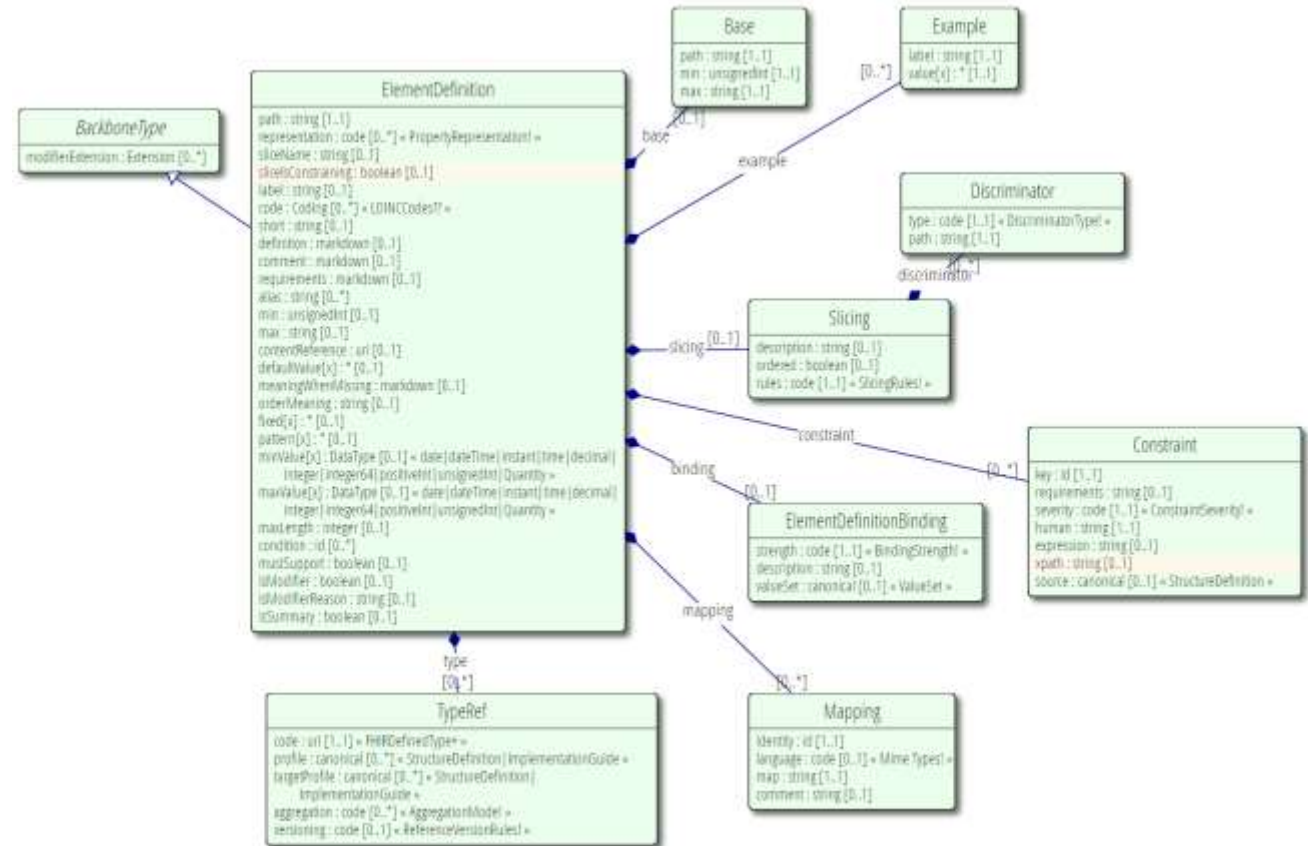 BackboneType
modifierExtension : Extension [0..*]
ElementDefinition
path : string [1..1]
representation : code [0..*] « PropertyRepresentation! »
sliceName : string [0..1]
sliceIsConstraining : boolean [0..1]
label : string [0..1]
code : Coding [0..*] « LOINCCodes?? »
short : string [0..1]
definition : markdown [0..1]
comment : markdown [0..1]
requirements : markdown [0..1]
alias : string [0..*]
min : unsignedInt [0..1]
max : string [0..1]
contentReference : uri [0..1]
defaultValue[x] : * [0..1]
meaningWhenMissing : markdown [0..1]
orderMeaning : string [0..1]
fixed[x] : * [0..1]
pattern[x] : * [0..1]
minValue[x] : DataType [0..1] « date|dateTime|instant|time|decimal|
integer|integer64|positiveInt|unsignedInt|Quantity »
maxValue[x] : DataType [0..1] « date|dateTime|instant|time|decimal|
integer|integer64|positiveInt|unsignedInt|Quantity »
maxLength : integer [0..1]
condition : id [0..*]
mustSupport : boolean [0..1]
isModifier : boolean [0..1]
isModifierReason : string [0..1]
isSummary : boolean [0..1]
Base
path : string [1..1]
min : unsignedInt [1..1]
max : string [1..1]
[0..1]
base
Example
label : string [1..1]
value[x] : * [1..1]
[0..*]
example
Discriminator
type : code [1..1] « DiscriminatorType! »
path : string [1..1]
[0..*]
discriminator
Slicing
description : string [0..1]
ordered : boolean [0..1]
rules : code [1..1] « SlicingRules! »
slicing
[0..1]
constraint
[0..*]
Constraint
key : id [1..1]
requirements : string [0..1]
severity : code [1..1] « ConstraintSeverity! »
human : string [1..1]
expression : string [0..1]
xpath : string [0..1]
source : canonical [0..1] « StructureDefinition »
binding
[0..1]
ElementDefinitionBinding
strength : code [1..1] « BindingStrength! »
description : string [0..1]
valueSet : canonical [0..1] « ValueSet »
mapping
[0..*]
Mapping
identity : id [1..1]
language : code [0..1] « Mime Types! »
map : string [1..1]
comment : string [0..1]
type
[0..*]
TypeRef
code : uri [1..1] « FHIRDefinedType+ »
profile : canonical [0..*] « StructureDefinition|ImplementationGuide »
targetProfile : canonical [0..*] « StructureDefinition|
ImplementationGuide »
aggregation : code [0..*] « AggregationMode! »
versioning : code [0..1] « ReferenceVersionRules! »